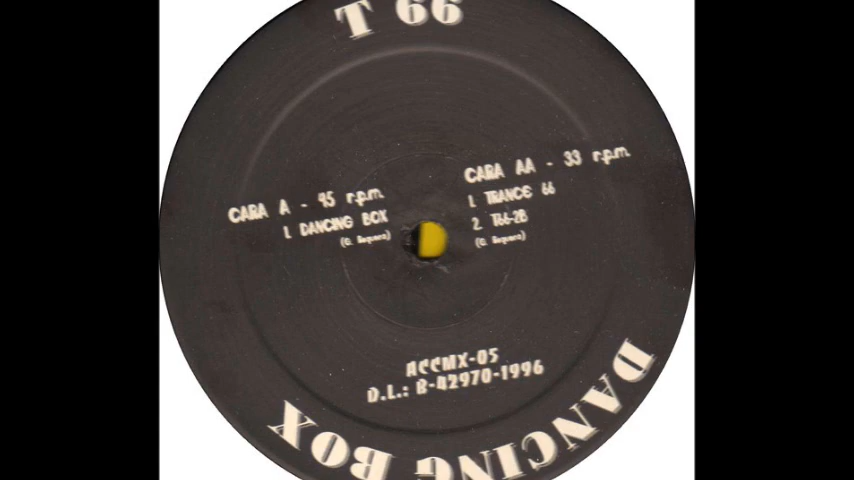 T 66
CARA A - 45 r.p.m.
1. DANCING BOX
CARA AA - 33 r.p.m.
1. TRANCE 66
2. T66-2B
ACCMX-05
D.L.: B-42970-1996
DANCING BOX